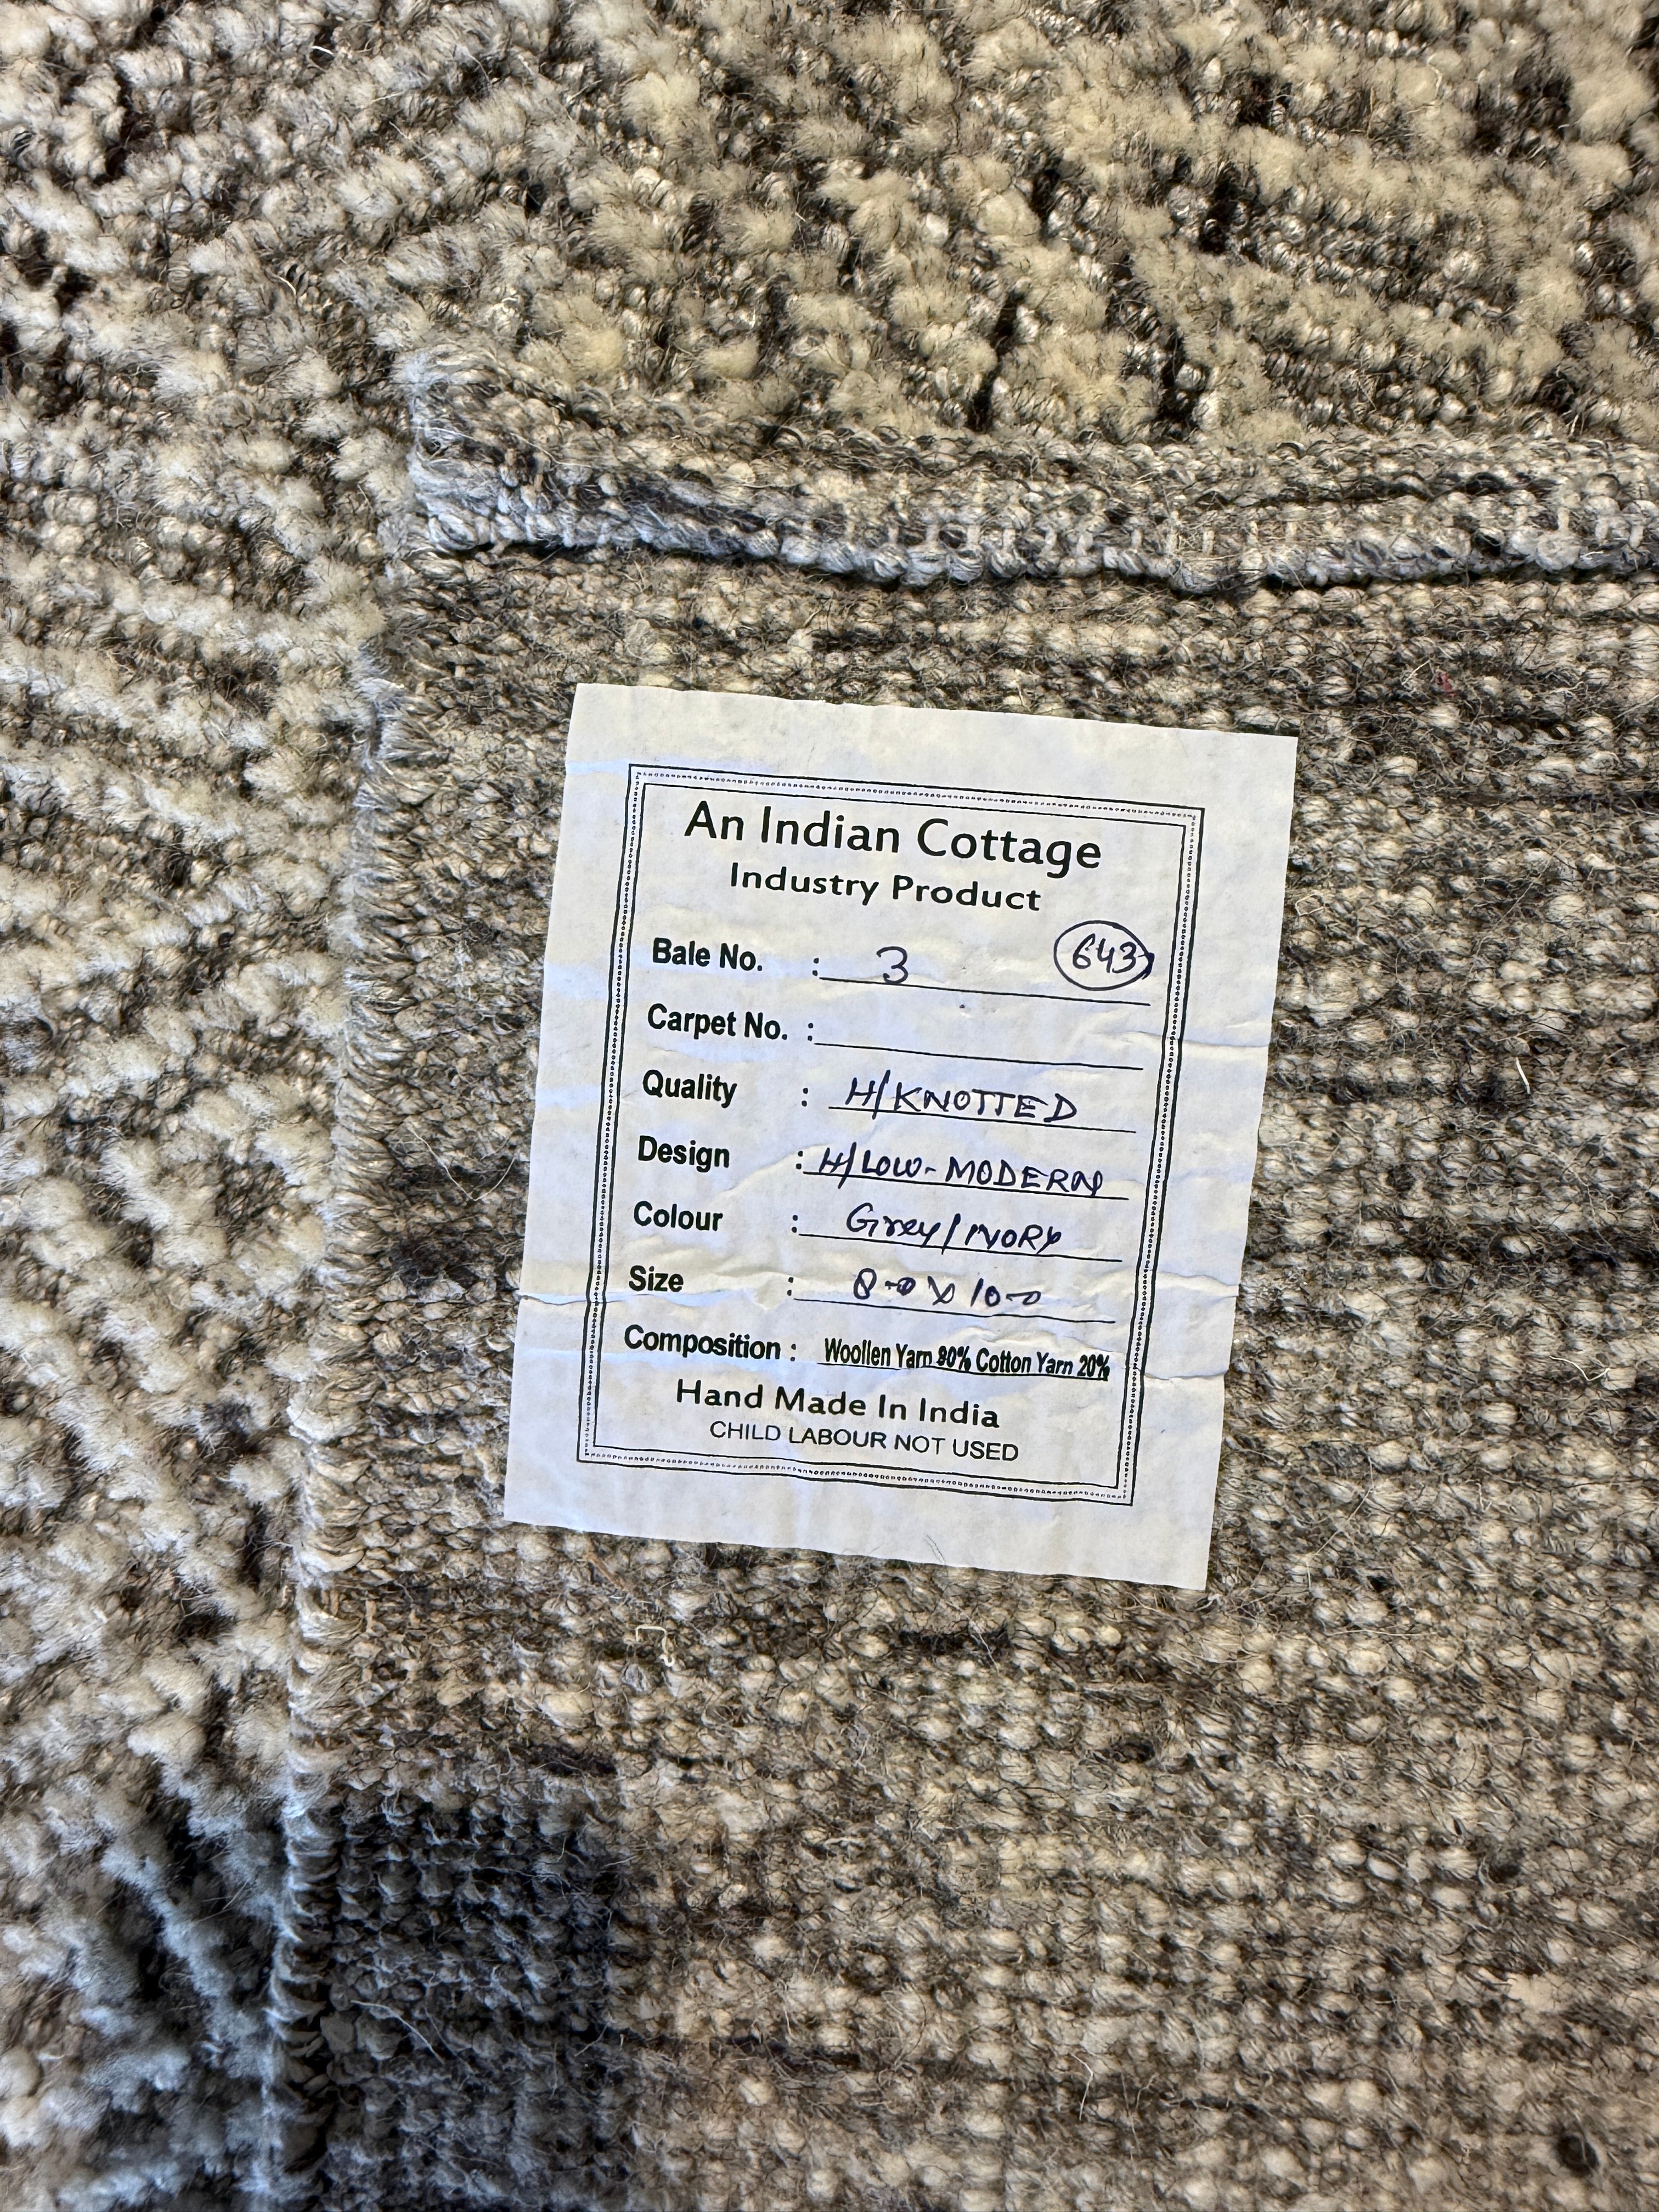 An Indian Cottage
Industry Product
Bale No. : 3 643
Carpet No. :
Quality : H/KNOTTED
Design : H/LOW-MODERN
Colour : Grey/IVORY
Size : 8-0 X 10-0
Composition : Woollen Yarn 80% Cotton Yarn 20%
Hand Made In India
CHILD LABOUR NOT USED